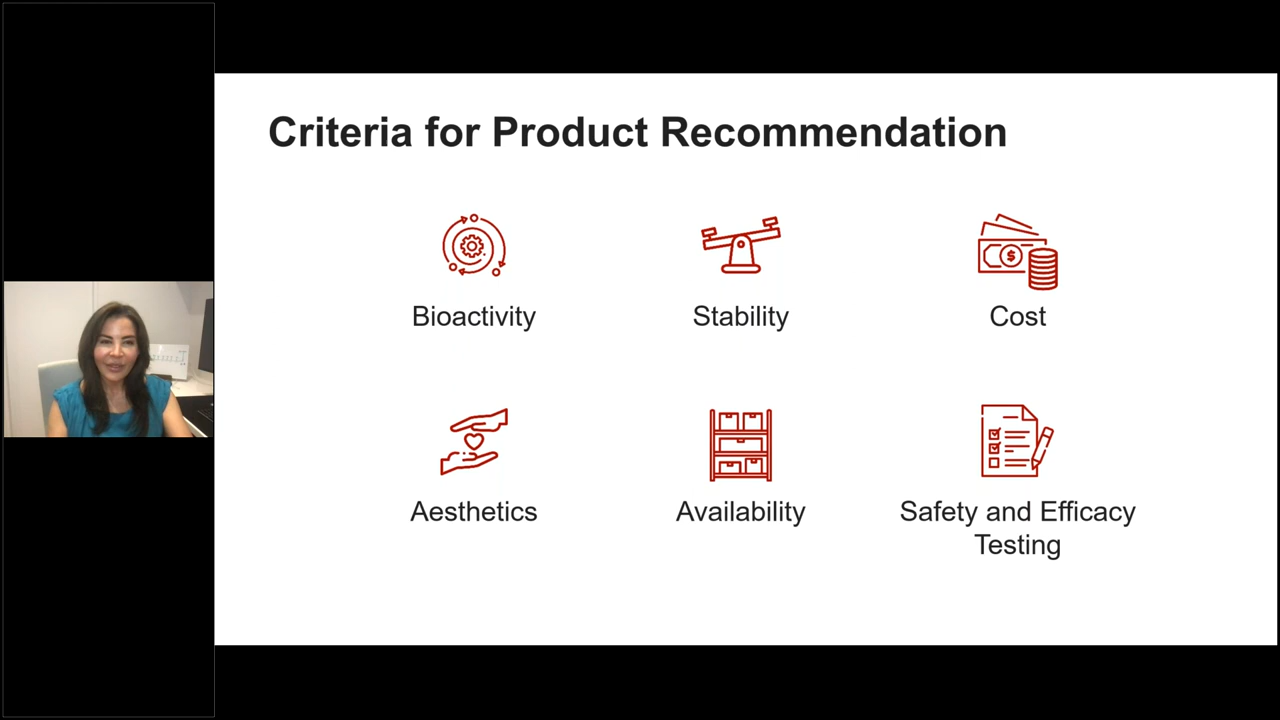 Criteria for Product Recommendation
Bioactivity
Stability
Cost
$
Aesthetics
Availability
Safety and Efficacy
Testing